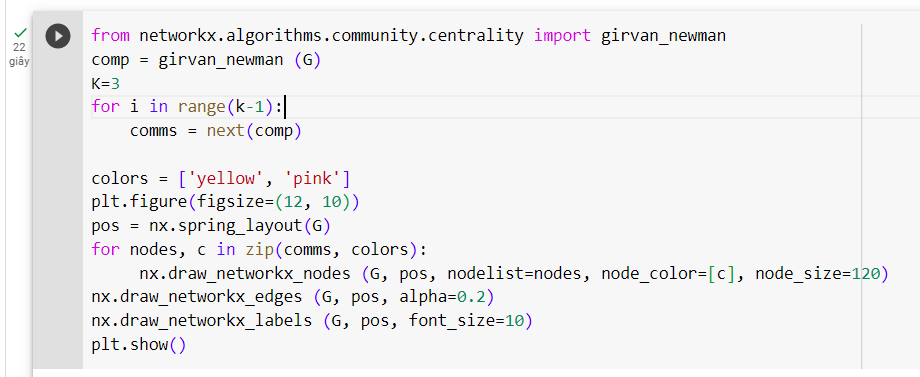 22
giây
from networkx.algorithms.community.centrality import girvan_newman
comp = girvan_newman (G)
K=3
for i in range(k-1):
    comms = next(comp)
colors = ['yellow', 'pink']
plt.figure(figsize=(12, 10))
pos = nx.spring_layout(G)
for nodes, c in zip(comms, colors):
     nx.draw_networkx_nodes (G, pos, nodelist=nodes, node_color=[c], node_size=120)
nx.draw_networkx_edges (G, pos, alpha=0.2)
nx.draw_networkx_labels (G, pos, font_size=10)
plt.show()